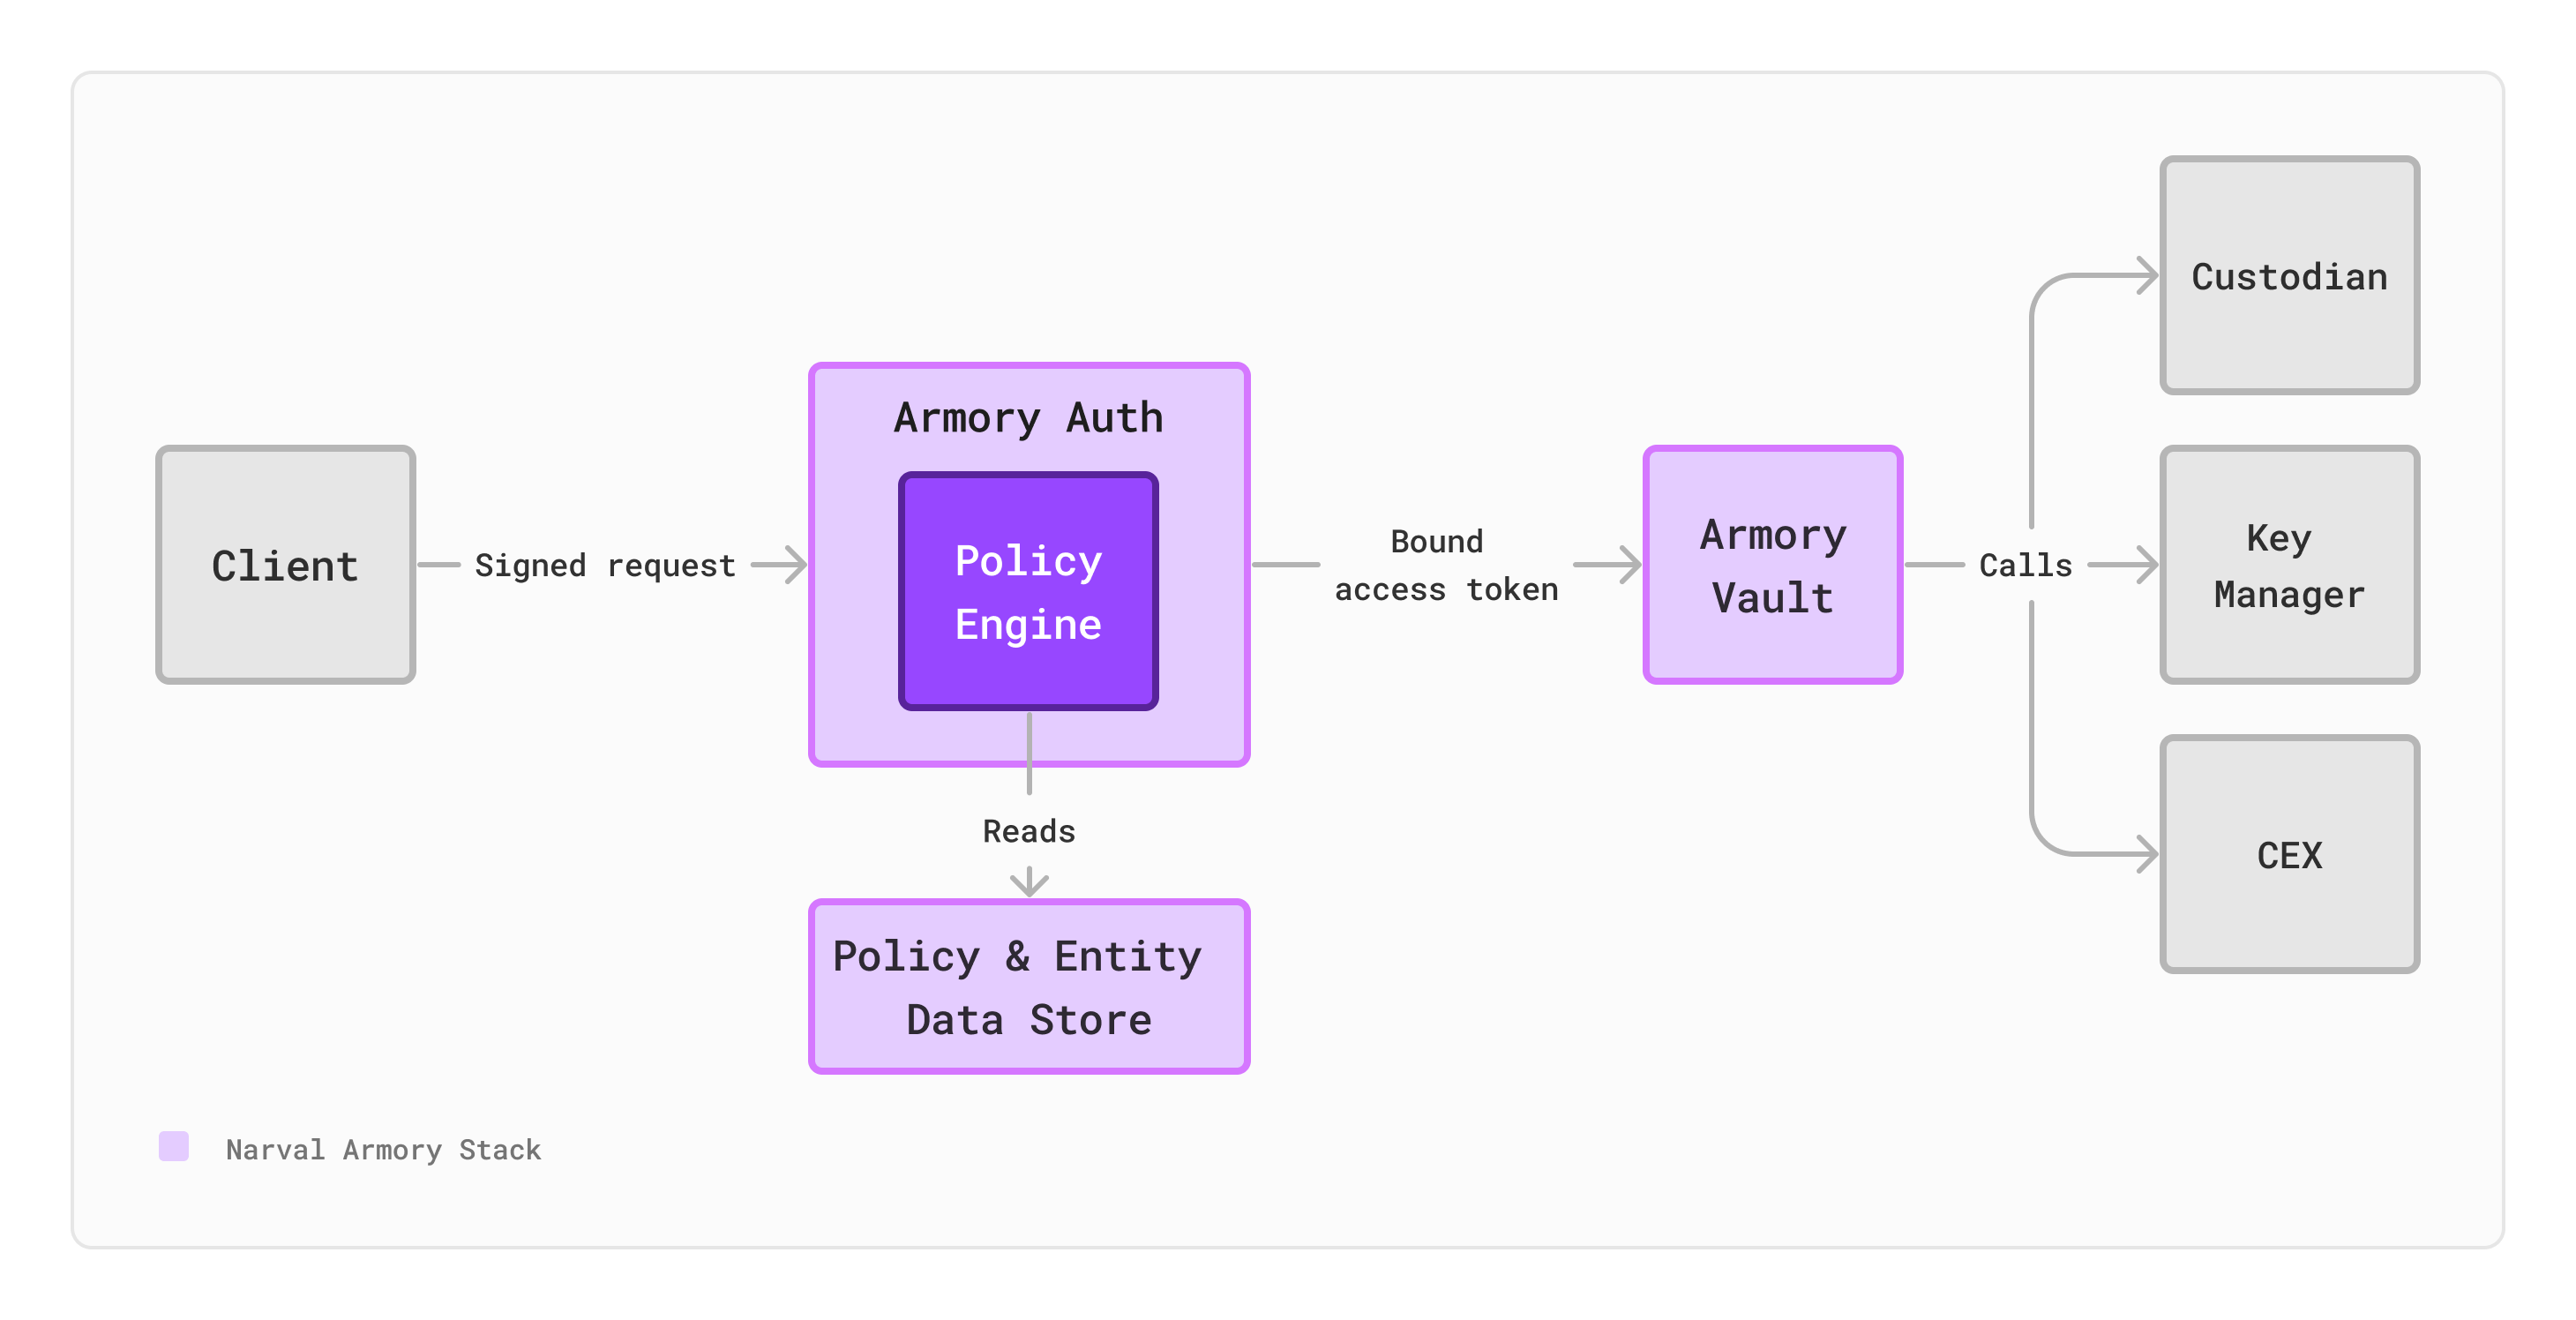 Client
Signed request
Armory Auth
Policy
Engine
Reads
Policy & Entity
Data Store
Bound
access token
Armory
Vault
Calls
Custodian
Key
Manager
CEX
Narval Armory Stack